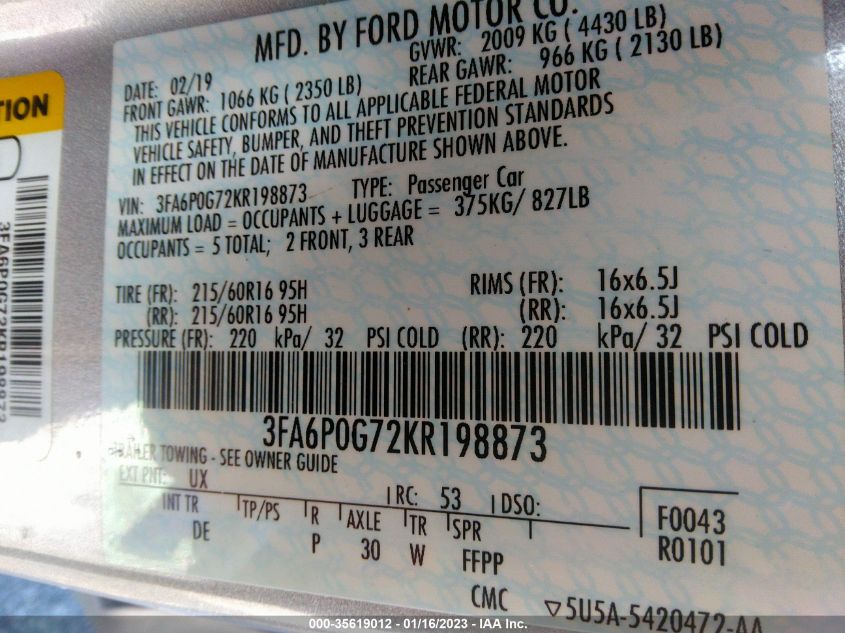 MFD. BY FORD MOTOR CO.
DATE: 02/19 GVWR: 2009 KG ( 4430 LB)
FRONT GAWR: 1066 KG ( 2350 LB) REAR GAWR: 966 KG ( 2130 LB)
THIS VEHICLE CONFORMS TO ALL APPLICABLE FEDERAL MOTOR
VEHICLE SAFETY, BUMPER, AND THEFT PREVENTION STANDARDS
IN EFFECT ON THE DATE OF MANUFACTURE SHOWN ABOVE.
VIN: 3FA6P0G72KR198873 TYPE: Passenger Car
MAXIMUM LOAD = OCCUPANTS + LUGGAGE = 375KG/ 827LB
OCCUPANTS = 5 TOTAL; 2 FRONT, 3 REAR
TIRE (FR): 215/60R16 95H RIMS (FR): 16x6.5J
(RR): 215/60R16 95H (RR): 16x6.5J
PRESSURE (FR): 220 kPa/ 32 PSI COLD (RR): 220 kPa/ 32 PSI COLD
3FA6P0G72KR198873
TRAILER TOWING - SEE OWNER GUIDE
EXT PNT: UX RC: 53 DSO:
INT TR TP/PS R AXLE TR SPR F0043
DE P 30 W FFPP R0101
CMC 5U5A-5420472-AA
TION
3FA6P0G72KR198873
000-35619012 - 01/16/2023 - IAA Inc.